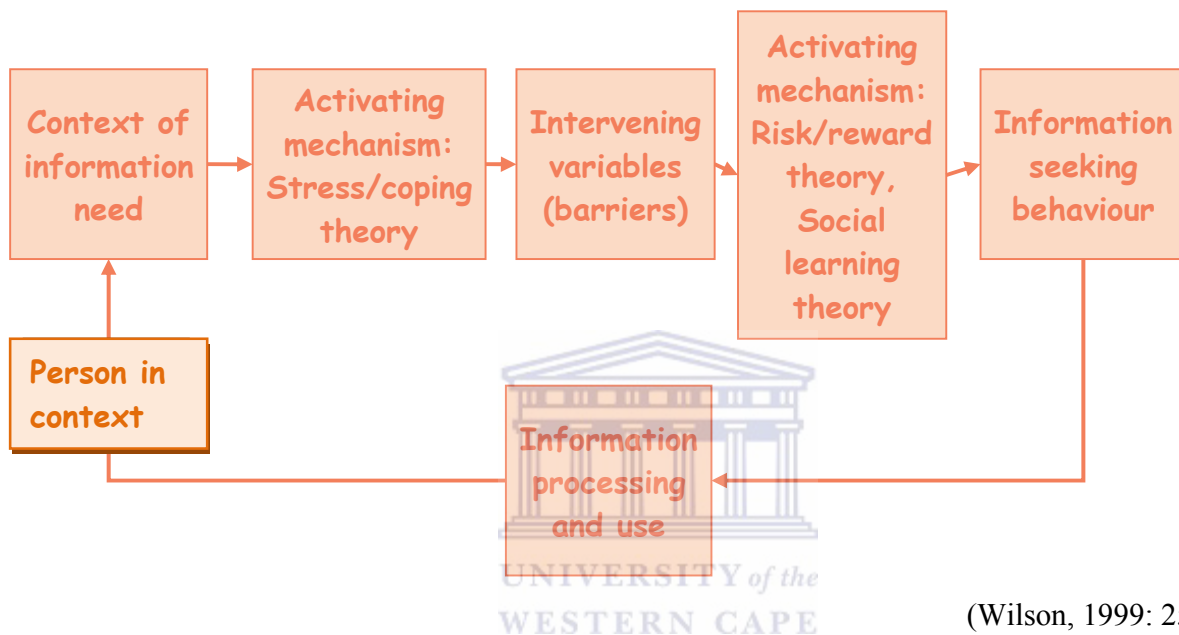 Context of
information
need
Activating
mechanism:
Stress/coping
theory
Intervening
variables
(barriers)
Activating
mechanism:
Risk/reward
theory,
Social
learning
theory
Information
seeking
behaviour
Person in
context
Information
processing
and use
UNIVERSITY of the
WESTERN CAPE
(Wilson, 1999: